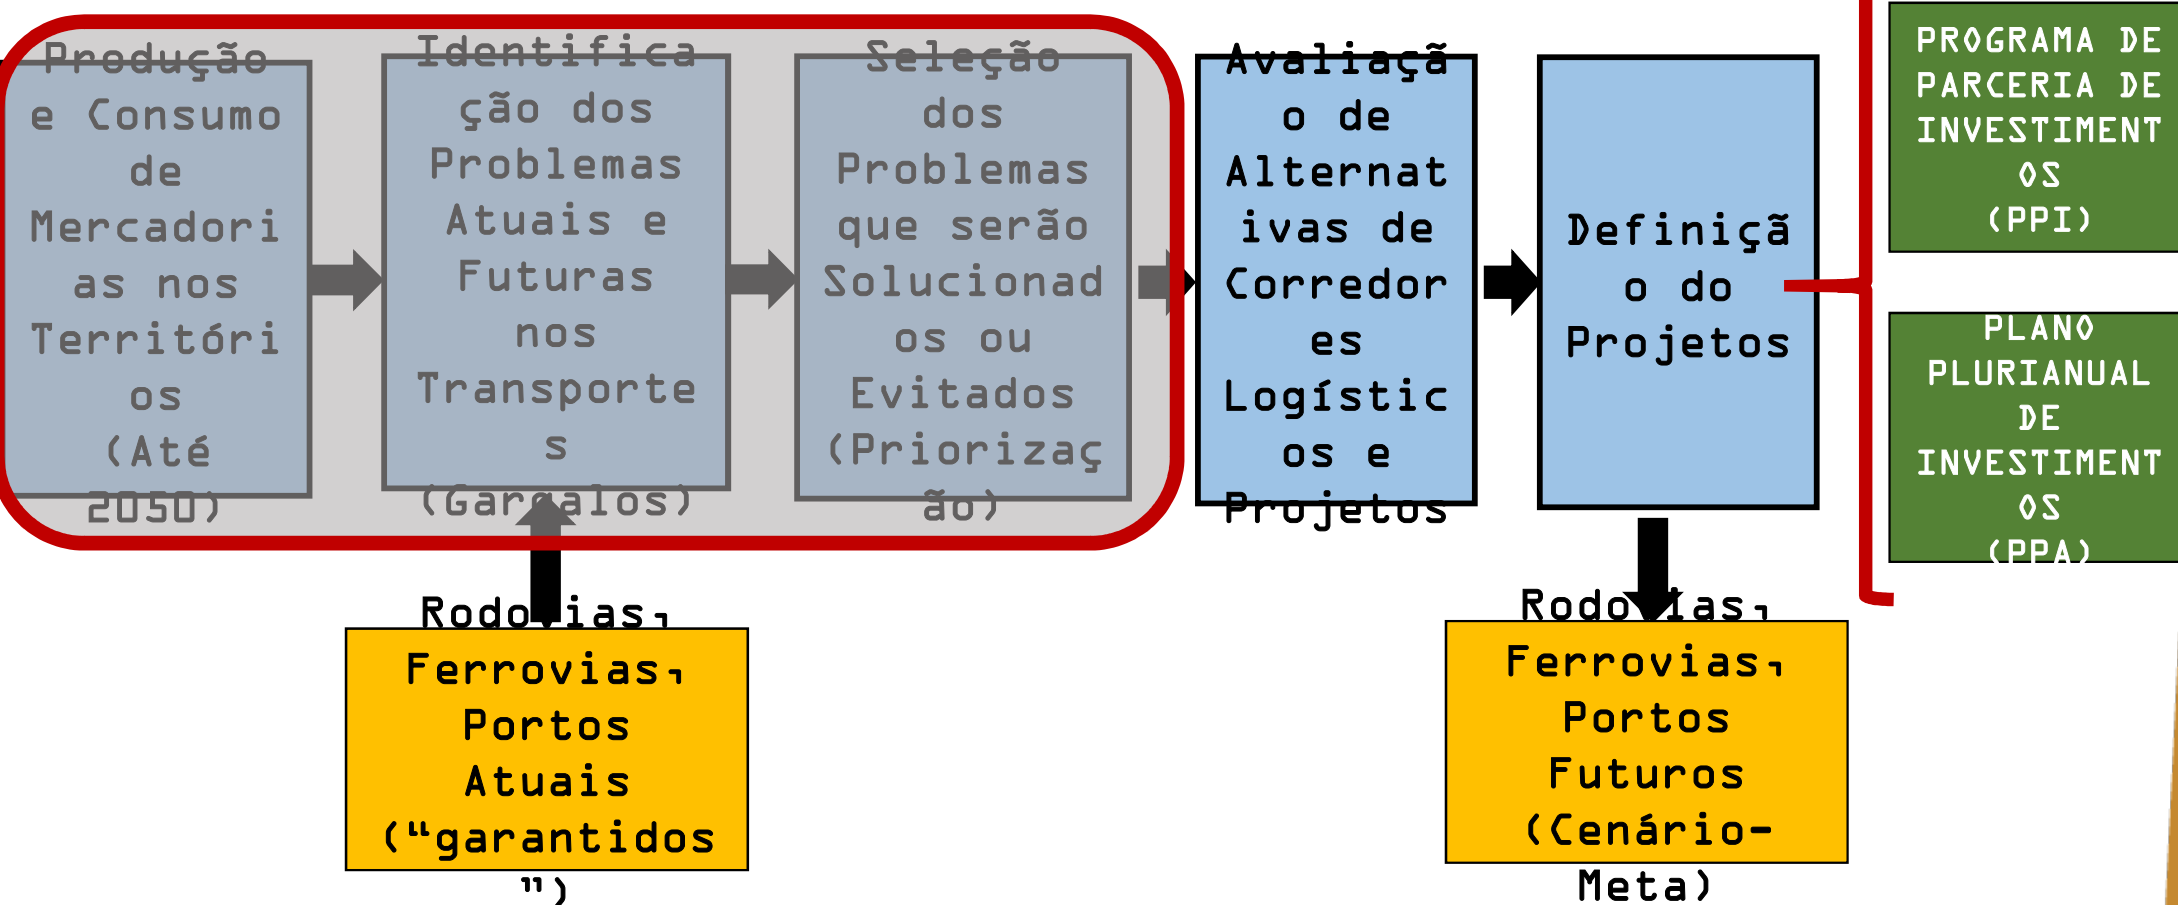 Produção
e Consumo
de
Mercadori
as nos
Territóri
os
(Até
2050)
Identifica
ção dos
Problemas
Atuais e
Futuras
nos
Transporte
s
(Gargalos)
Seleção
dos
Problemas
que serão
Solucionad
os ou
Evitados
(Priorizaç
ão)
Avaliaçã
o de
Alternat
ivas de
Corredor
es
Logístic
os e
Projetos
Definiçã
o do
Projetos
PROGRAMA DE
PARCERIA DE
INVESTIMENT
OS
(PPI)
PLANO
PLURIANUAL
DE
INVESTIMENT
OS
(PPA)
Rodovias,
Ferrovias,
Portos
Atuais
(“garantidos
”)
Rodovias,
Ferrovias,
Portos
Futuros
(Cenário-
Meta)